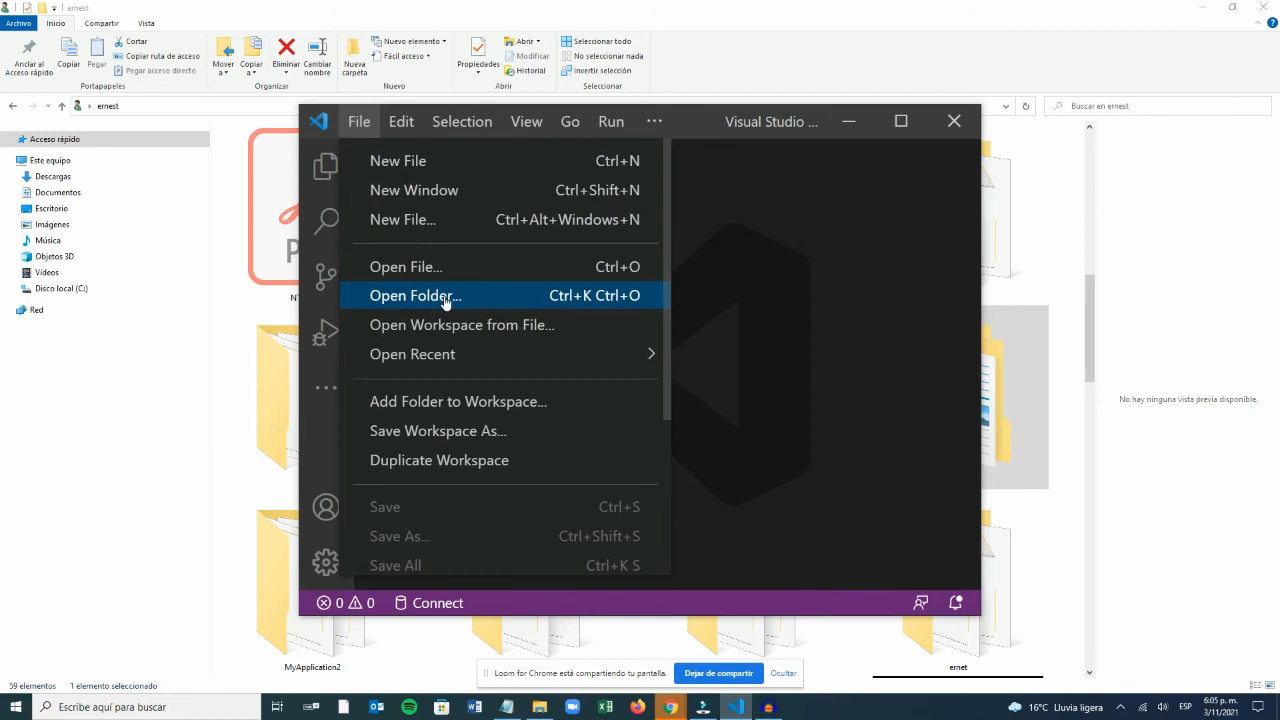 ernest
Archivo Inicio Compartir Vista
Anclar al Acceso rápido
Copiar
Pegar
Cortar
Copiar ruta de acceso
Pegar acceso directo
Portapapeles
Mover a
Copiar a
Eliminar
Cambiar nombre
Organizar
Nueva carpeta
Nuevo elemento
Fácil acceso
Nuevo
Propiedades
Abrir
Modificar
Historial
Abrir
Seleccionar todo
No seleccionar nada
Invertir selección
Seleccionar
ernest
Buscar en ernest
Acceso rápido
Este equipo
Descargas
Documentos
Escritorio
Imágenes
Música
Objetos 3D
Vídeos
Disco local (C:)
Red
File Edit Selection View Go Run ··· Visual Studio ...
New File Ctrl+N
New Window Ctrl+Shift+N
New File... Ctrl+Alt+Windows+N
Open File... Ctrl+O
Open Folder... Ctrl+K Ctrl+O
Open Workspace from File...
Open Recent
Add Folder to Workspace...
Save Workspace As...
Duplicate Workspace
Save Ctrl+S
Save As... Ctrl+Shift+S
Save All Ctrl+K S
0 0 Connect
No hay ninguna vista previa disponible.
MyApplication2
ernet
Loom for Chrome está compartiendo tu pantalla. Dejar de compartir Ocultar
59 elementos 1 elemento seleccionado
Escribe aquí para buscar
16°C Lluvia ligera
ESP
6:05 p. m.
3/11/2021